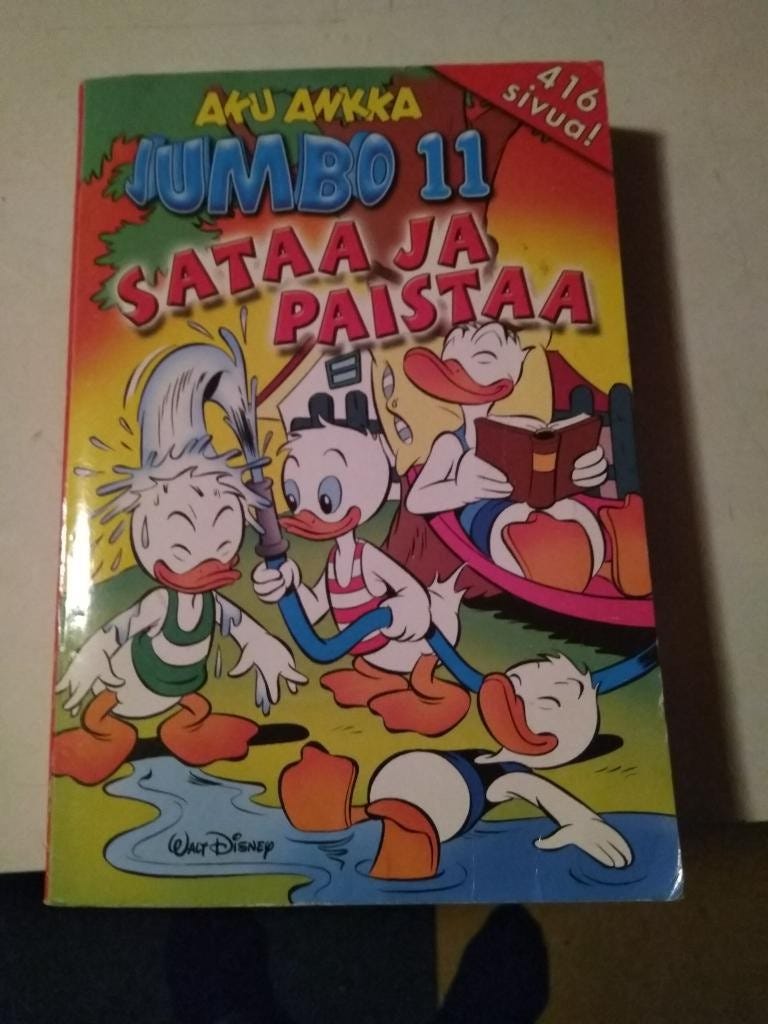 416
sivua!
AKU ANKKA
JUMBO 11
SATAA JA
PAISTAA
WALT DISNEY